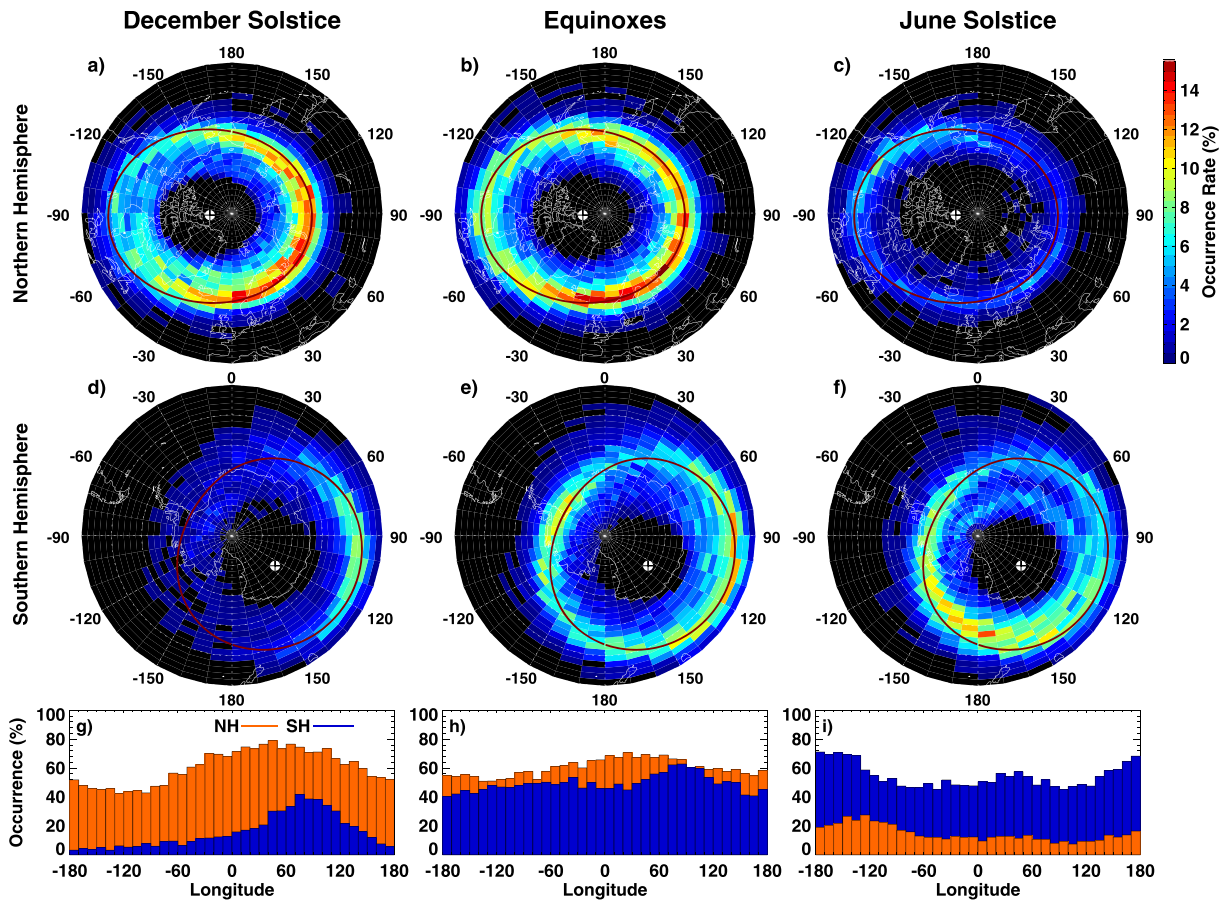 December Solstice Equinoxes June Solstice
Northern Hemisphere
a) 180 -150 150 -120 120 -90 90 -60 60 -30 30
b) 180 -150 150 -120 120 -90 90 -60 60 -30 30
c) 180 -150 150 -120 120 -90 90 -60 60 -30 30
14
12
10
8
6
4
2
0
Occurrence Rate (%)
Southern Hemisphere
d) 0 30 -60 60 -90 90 -120 120 -150 150 180
e) 0 30 -60 60 -90 90 -120 120 -150 150 180
f) 0 30 -60 60 -90 90 -120 120 -150 150
Occurrence (%)
100
80
60
40
20
0
g) NH SH
-180 -120 -60 0 60 120 180
Longitude
100
80
60
40
20
0
h)
-180 -120 -60 0 60 120 180
Longitude
100
80
60
40
20
0
i)
-180 -120 -60 0 60 120 180
Longitude